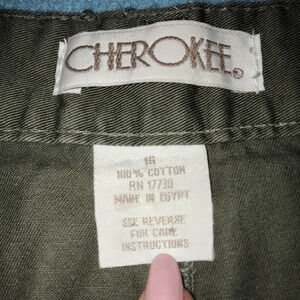 CHEROKEE®
16
100% COTTON
RN 17730
MADE IN EGYPT
SEE REVERSE
FOR CARE
INSTRUCTIONS